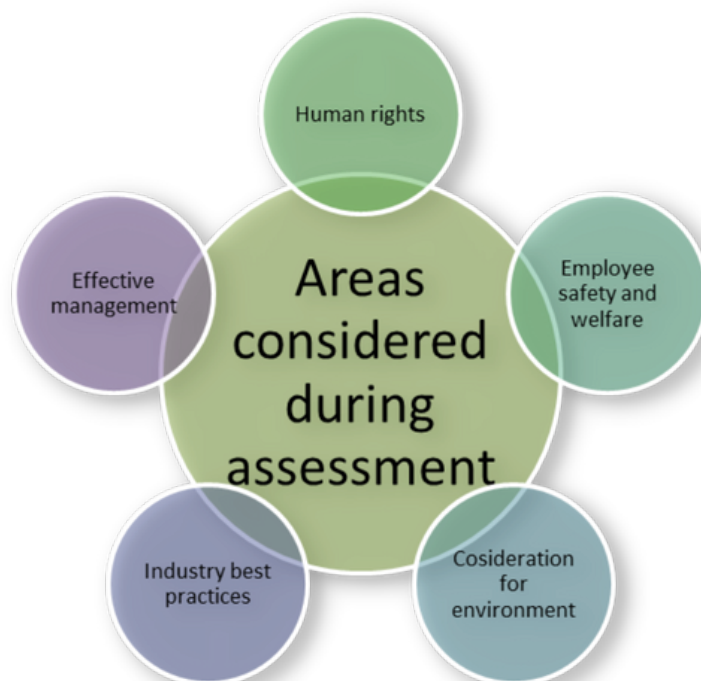 Human rights
Areas
considered
during
assessment
Employee
safety and
welfare
Cosideration
for
environment
Industry best
practices
Effective
management